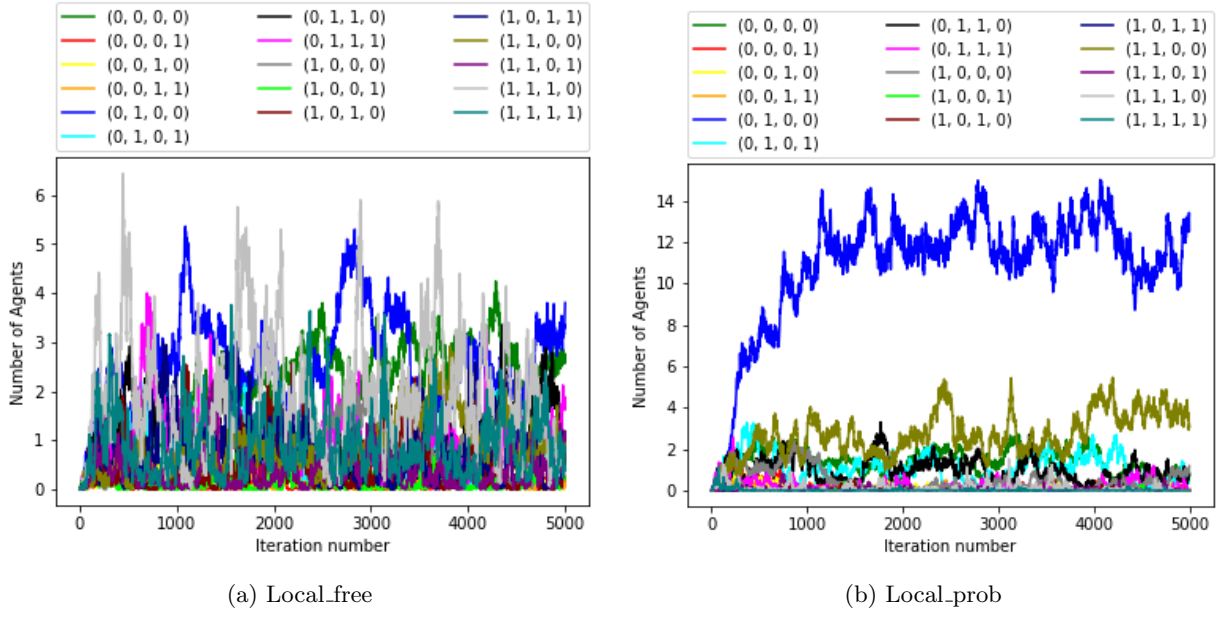 (0, 0, 0, 0)
(0, 0, 0, 1)
(0, 0, 1, 0)
(0, 0, 1, 1)
(0, 1, 0, 0)
(0, 1, 0, 1)
(0, 1, 1, 0)
(0, 1, 1, 1)
(1, 0, 0, 0)
(1, 0, 0, 1)
(1, 0, 1, 0)
(1, 0, 1, 1)
(1, 1, 0, 0)
(1, 1, 0, 1)
(1, 1, 1, 0)
(1, 1, 1, 1)
Number of Agents
6
5
4
3
2
1
0
0 1000 2000 3000 4000 5000
Iteration number
(a) Local_free
(0, 0, 0, 0)
(0, 0, 0, 1)
(0, 0, 1, 0)
(0, 0, 1, 1)
(0, 1, 0, 0)
(0, 1, 0, 1)
(0, 1, 1, 0)
(0, 1, 1, 1)
(1, 0, 0, 0)
(1, 0, 0, 1)
(1, 0, 1, 0)
(1, 0, 1, 1)
(1, 1, 0, 0)
(1, 1, 0, 1)
(1, 1, 1, 0)
(1, 1, 1, 1)
Number of Agents
14
12
10
8
6
4
2
0
0 1000 2000 3000 4000 5000
Iteration number
(b) Local_prob